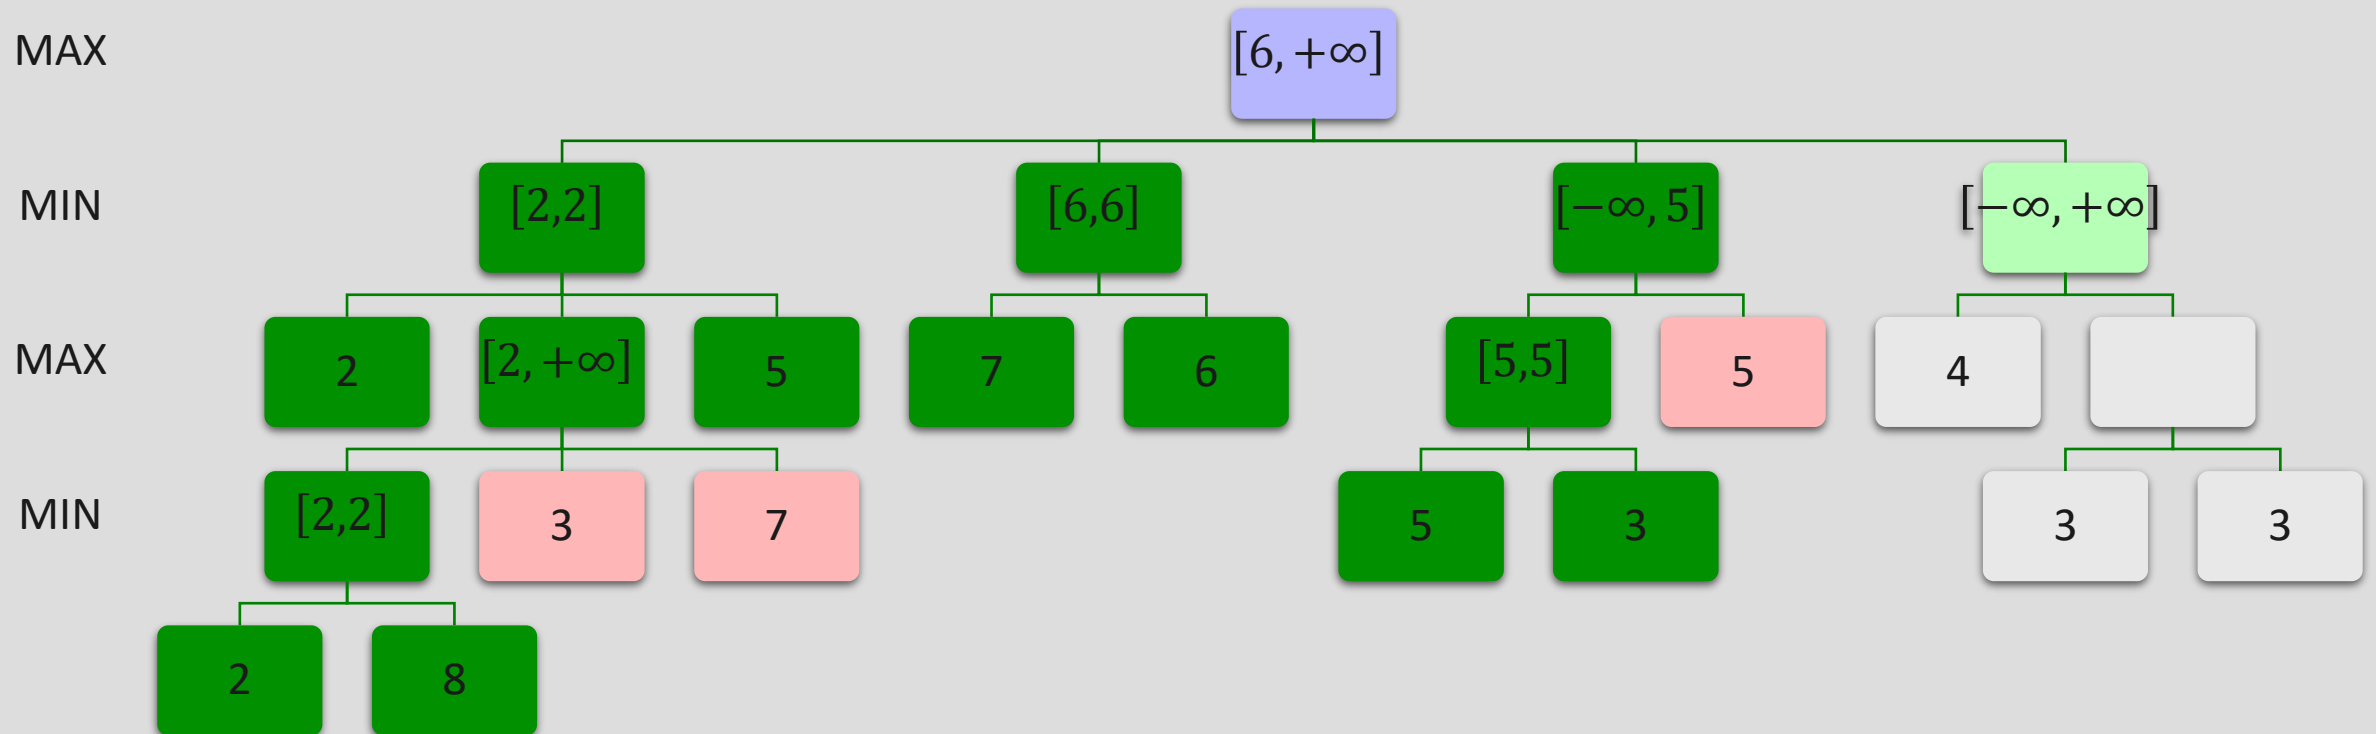 MAX [6, +∞]
MIN [2,2] [6,6] [−∞, 5] [−∞, +∞]
MAX 2 [2, +∞] 5 7 6 [5,5] 5 4
MIN [2,2] 3 7 5 3 3 3
2 8